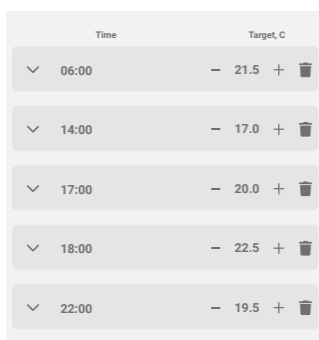 Time Target, C
06:00 − 21.5 +
14:00 − 17.0 +
17:00 − 20.0 +
18:00 − 22.5 +
22:00 − 19.5 +